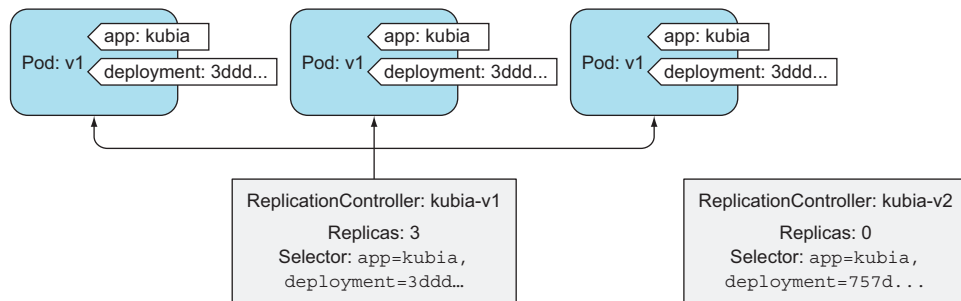 app: kubia
Pod: v1
deployment: 3ddd...
app: kubia
Pod: v1
deployment: 3ddd...
app: kubia
Pod: v1
deployment: 3ddd...
ReplicationController: kubia-v1
Replicas: 3
Selector: app=kubia,
deployment=3ddd…
ReplicationController: kubia-v2
Replicas: 0
Selector: app=kubia,
deployment=757d...